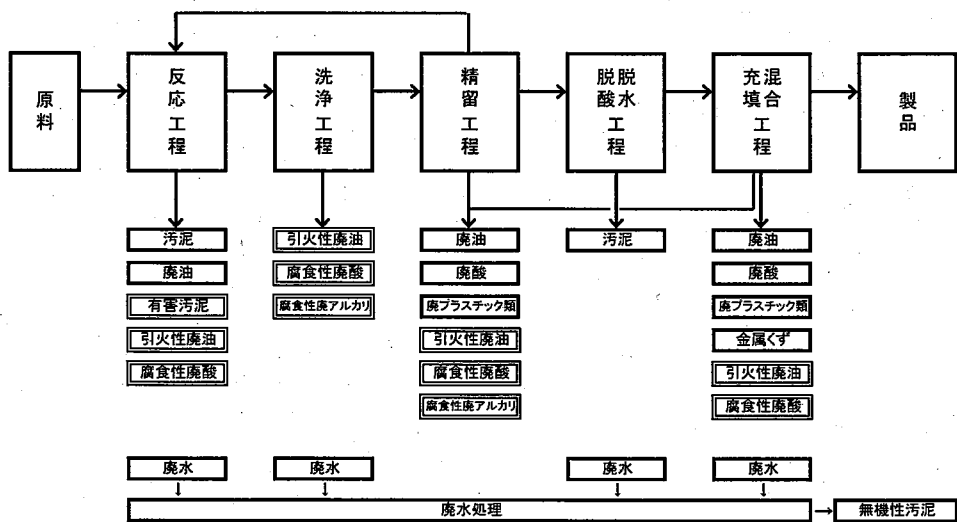 原料
反応工程
洗浄工程
精留工程
脱酸脱水工程
充填混合工程
製品
汚泥
廃油
有害汚泥
引火性廃油
腐食性廃酸
引火性廃油
腐食性廃酸
腐食性廃アルカリ
廃油
廃酸
廃プラスチック類
引火性廃油
腐食性廃酸
腐食性廃アルカリ
汚泥
廃油
廃酸
廃プラスチック類
金属くず
引火性廃油
腐食性廃酸
廃水
廃水
廃水
廃水
廃水処理
無機性汚泥